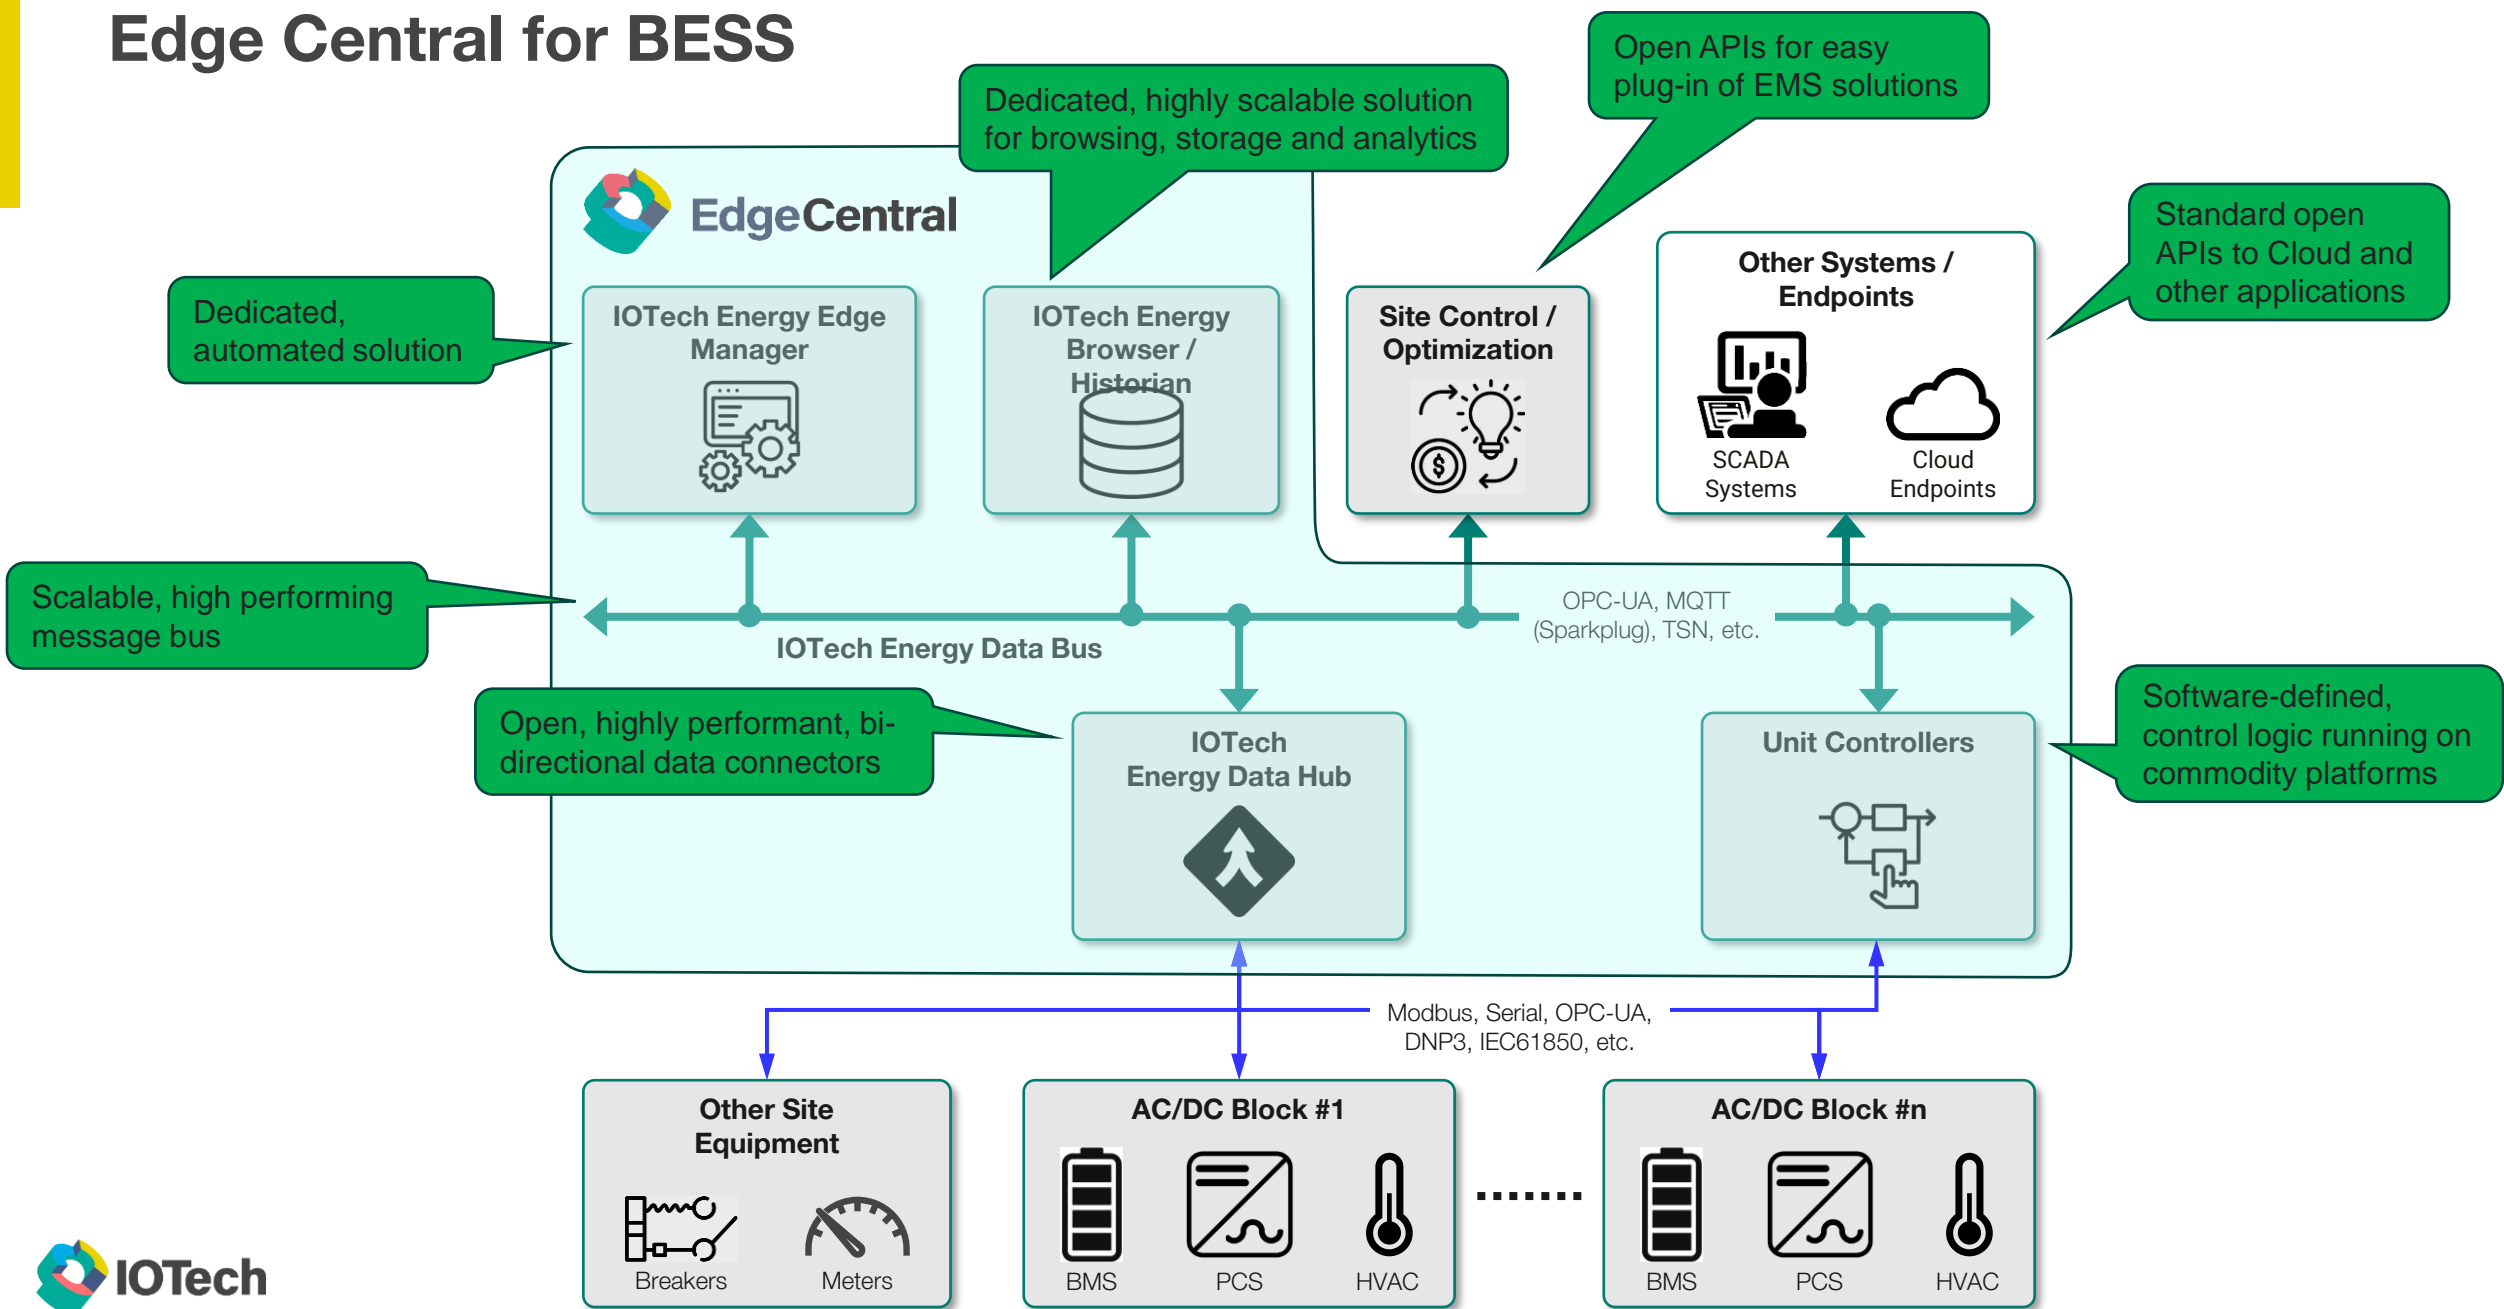 Edge Central for BESS
Open APIs for easy
plug-in of EMS solutions
Dedicated, highly scalable solution
for browsing, storage and analytics
EdgeCentral
Standard open
APIs to Cloud and
other applications
Dedicated,
automated solution
IOTech Energy Edge
Manager
IOTech Energy
Browser /
Historian
Site Control /
Optimization
$
Other Systems /
Endpoints
SCADA
Systems
Cloud
Endpoints
Scalable, high performing
message bus
IOTech Energy Data Bus
OPC-UA, MQTT
(Sparkplug), TSN, etc.
Open, highly performant, bi-
directional data connectors
IOTech
Energy Data Hub
Unit Controllers
Software-defined,
control logic running on
commodity platforms
Modbus, Serial, OPC-UA,
DNP3, IEC61850, etc.
Other Site
Equipment
Breakers
Meters
AC/DC Block #1
BMS
PCS
HVAC
AC/DC Block #n
BMS
PCS
HVAC
IOTech